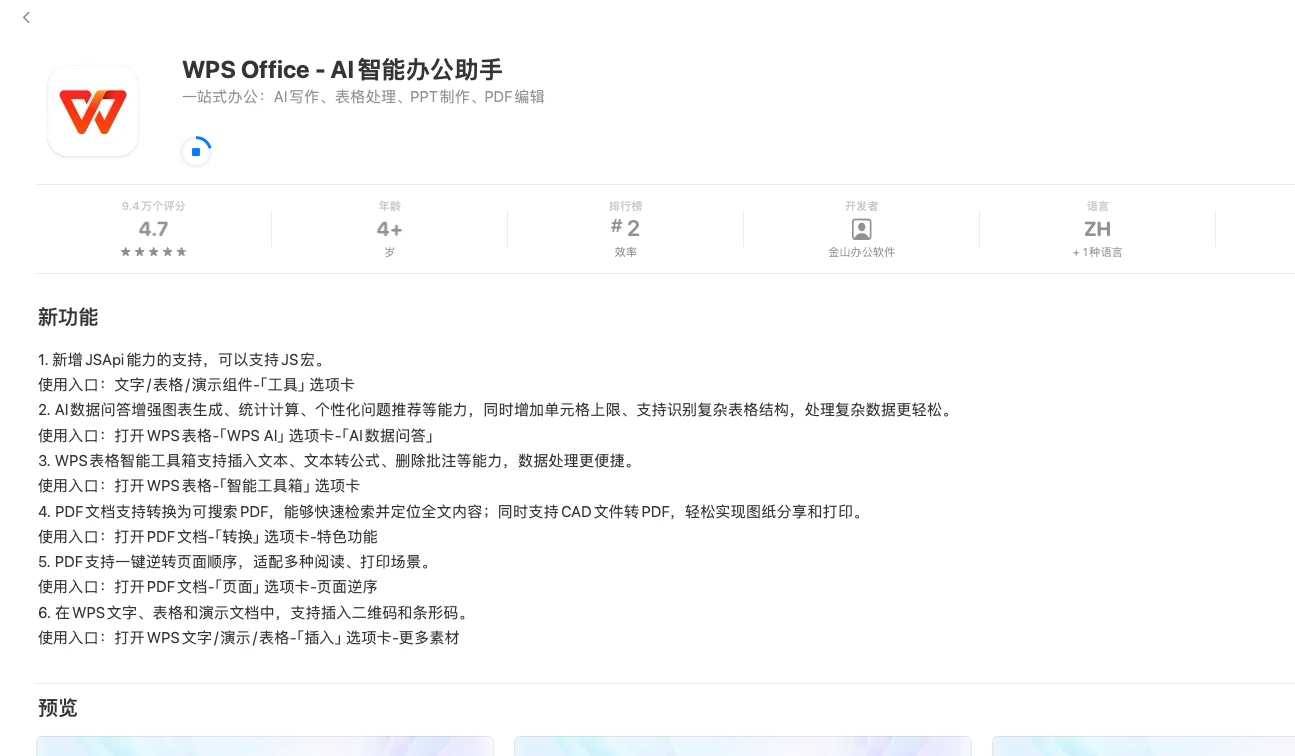 WPS Office - AI 智能办公助手
一站式办公：AI写作、表格处理、PPT制作、PDF编辑
9.4万个评分
4.7
★★★★★
年龄
4+
岁
排行榜
# 2
效率
开发者
金山办公软件
语言
ZH
+ 1种语言
新功能
1. 新增JSApi能力的支持，可以支持JS宏。
使用入口：文字/表格/演示组件-「工具」选项卡
2. AI数据问答增强图表生成、统计计算、个性化问题推荐等能力，同时增加单元格上限、支持识别复杂表格结构，处理复杂数据更轻松。
使用入口：打开WPS表格-「WPS AI」选项卡-「AI数据问答」
3. WPS表格智能工具箱支持插入文本、文本转公式、删除批注等能力，数据处理更便捷。
使用入口：打开WPS表格-「智能工具箱」选项卡
4. PDF文档支持转换为可搜索PDF，能够快速检索并定位全文内容；同时支持CAD文件转PDF，轻松实现图纸分享和打印。
使用入口：打开PDF文档-「转换」选项卡-特色功能
5. PDF支持一键逆转页面顺序，适配多种阅读、打印场景。
使用入口：打开PDF文档-「页面」选项卡-页面逆序
6. 在WPS文字、表格和演示文档中，支持插入二维码和条形码。
使用入口：打开WPS文字/演示/表格-「插入」选项卡-更多素材
预览